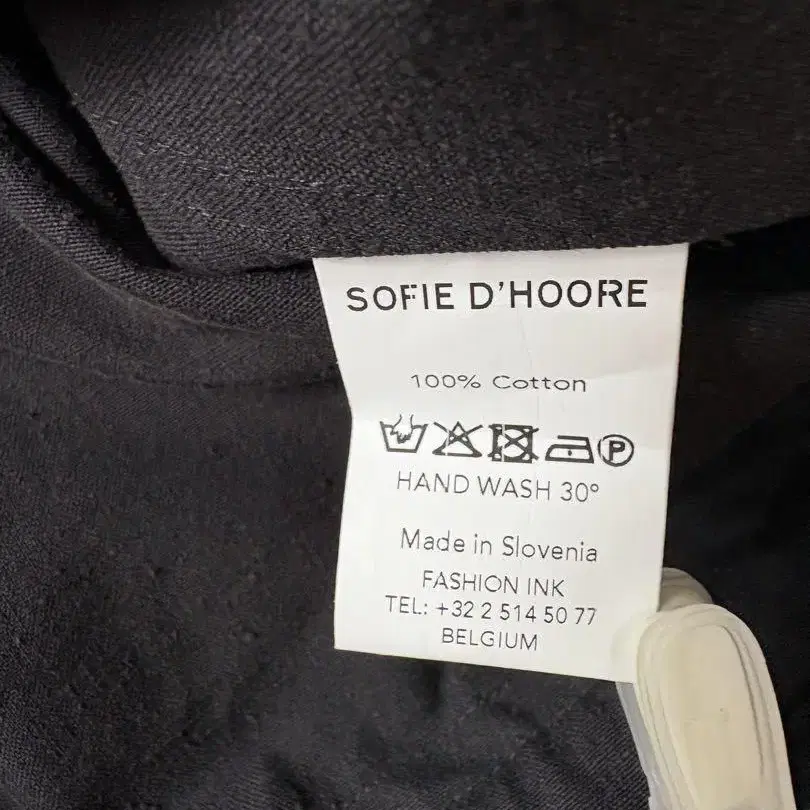 SOFIE D'HOORE
100% Cotton
P
HAND WASH 30°
Made in Slovenia
FASHION INK
TEL: +32 2 514 50 77
BELGIUM